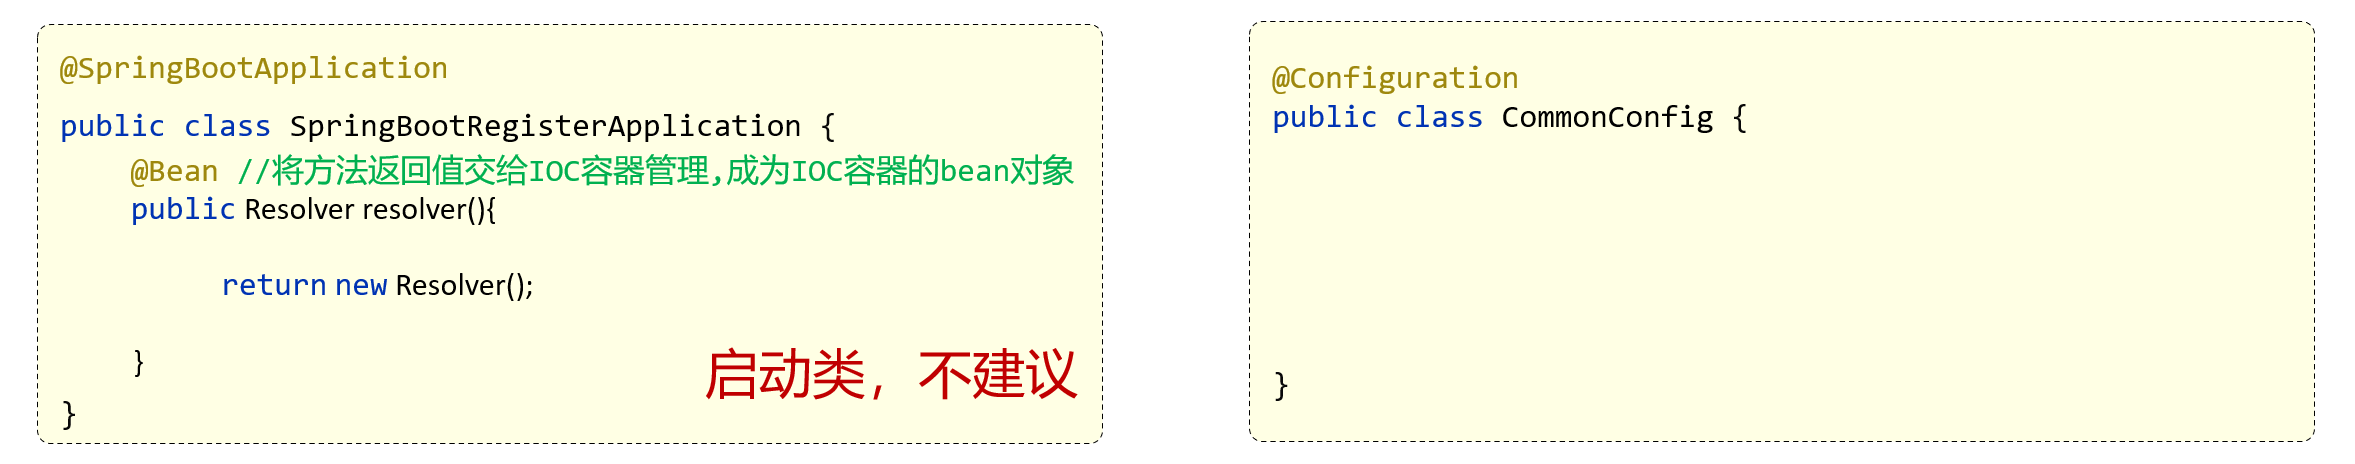 @SpringBootApplication
public class SpringBootRegisterApplication {
@Bean //将方法返回值交给IOC容器管理,成为IOC容器的bean对象
public Resolver resolver(){
return new Resolver();
}
启动类，不建议
}
@Configuration
public class CommonConfig {
}